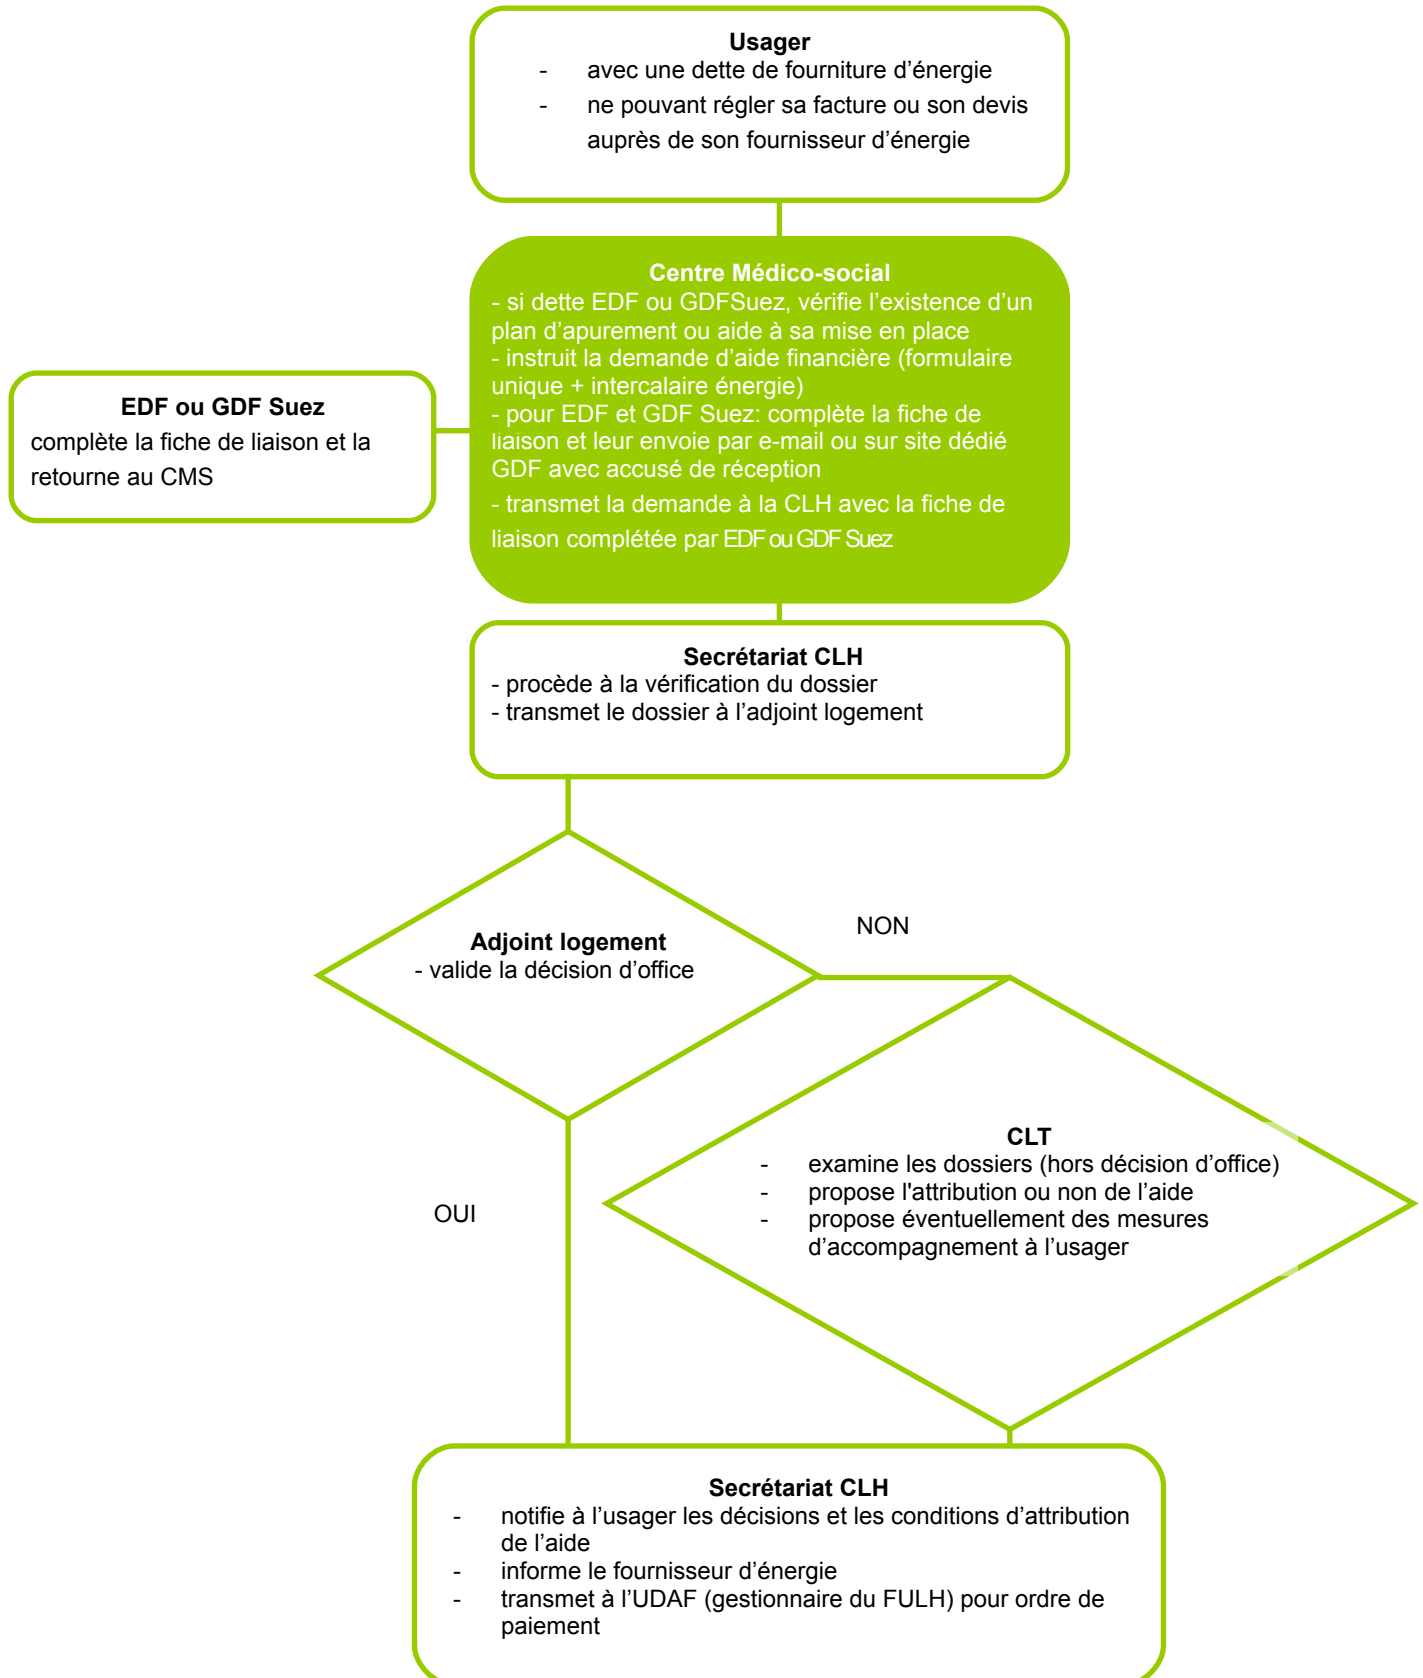 Usager
- avec une dette de fourniture d’énergie
- ne pouvant régler sa facture ou son devis
auprès de son fournisseur d’énergie
Centre Médico-social
- si dette EDF ou GDFSuez, vérifie l’existence d’un
plan d’apurement ou aide à sa mise en place
- instruit la demande d’aide financière (formulaire
unique + intercalaire énergie)
- pour EDF et GDF Suez: complète la fiche de
liaison et leur envoie par e-mail ou sur site dédié
GDF avec accusé de réception
- transmet la demande à la CLH avec la fiche de
liaison complétée par EDF ou GDF Suez
EDF ou GDF Suez
complète la fiche de liaison et la
retourne au CMS
Secrétariat CLH
- procède à la vérification du dossier
- transmet le dossier à l’adjoint logement
Adjoint logement
- valide la décision d’office
NON
CLT
- examine les dossiers (hors décision d’office)
- propose l'attribution ou non de l’aide
- propose éventuellement des mesures
d’accompagnement à l’usager
OUI
Secrétariat CLH
- notifie à l’usager les décisions et les conditions d’attribution
de l’aide
- informe le fournisseur d’énergie
- transmet à l’UDAF (gestionnaire du FULH) pour ordre de
paiement